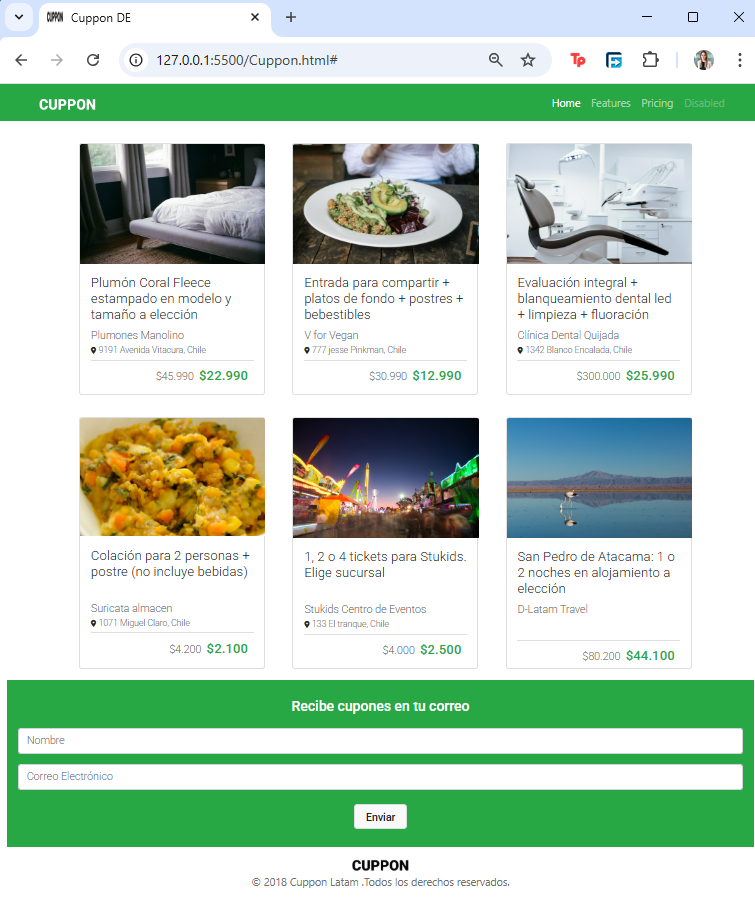 CUPPON
Cuppon DE
127.0.0.1:5500/Cuppon.html#
Tp
CUPPON
Home Features Pricing Disabled
Plumón Coral Fleece
estampado en modelo y
tamaño a elección
Plumones Manolino
9191 Avenida Vitacura, Chile
$45.990 $22.990
Entrada para compartir +
platos de fondo + postres +
bebestibles
V for Vegan
777 jesse Pinkman, Chile
$30.990 $12.990
Evaluación integral +
blanqueamiento dental led
+ limpieza + fluoración
Clínica Dental Quijada
1342 Blanco Encalada, Chile
$300.000 $25.990
Colación para 2 personas +
postre (no incluye bebidas)
Suricata almacen
1071 Miguel Claro, Chile
$4.200 $2.100
1, 2 o 4 tickets para Stukids.
Elige sucursal
Stukids Centro de Eventos
133 El tranque, Chile
$4.000 $2.500
San Pedro de Atacama: 1 o
2 noches en alojamiento a
elección
D-Latam Travel
$80.200 $44.100
Recibe cupones en tu correo
Nombre
Correo Electrónico
Enviar
CUPPON
© 2018 Cuppon Latam .Todos los derechos reservados.